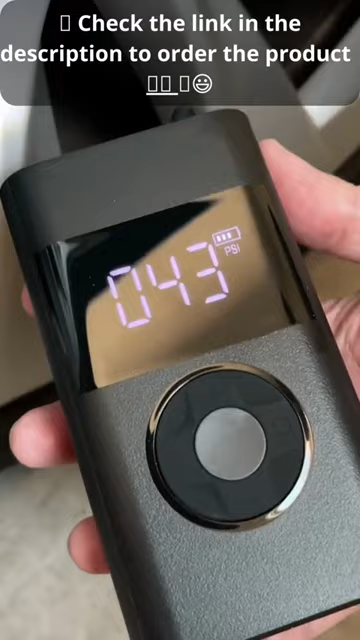 Check the link in the
description to order the product
😃
043
PSI